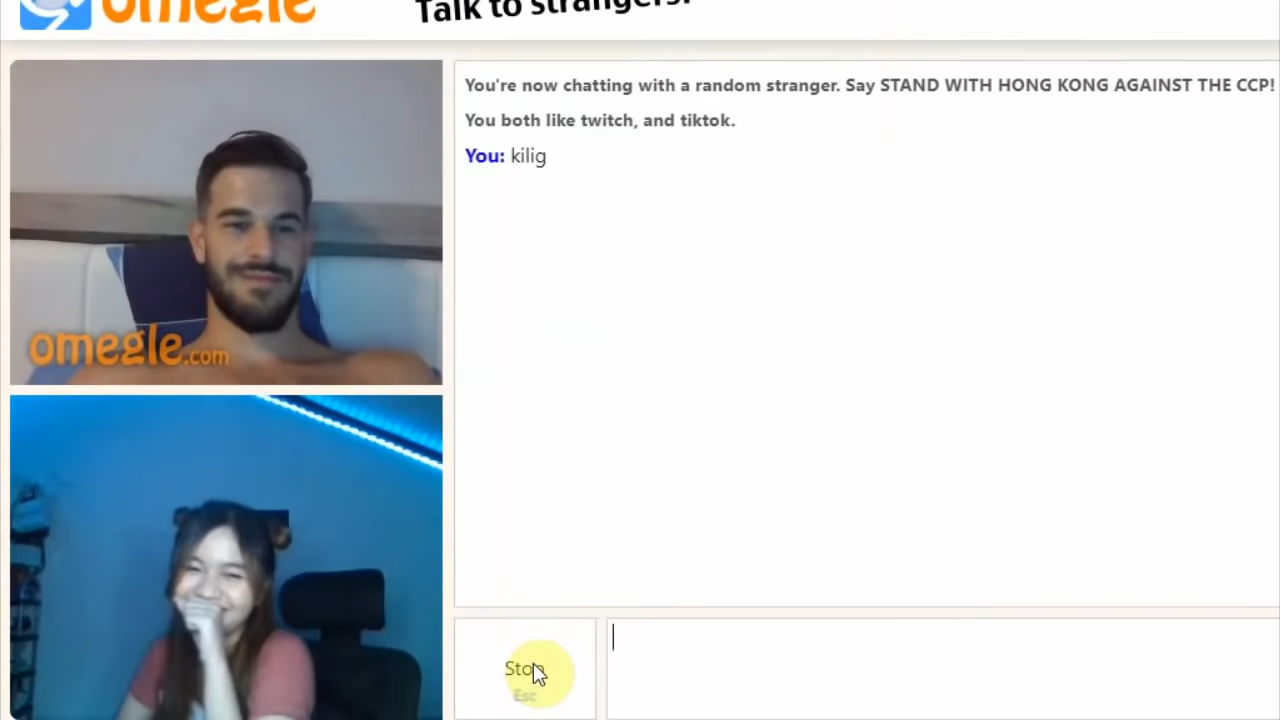 omegle
Talk to strangers!
You're now chatting with a random stranger. Say STAND WITH HONG KONG AGAINST THE CCP!
You both like twitch, and tiktok.
You: kilig
omegle.com
Stop
Esc